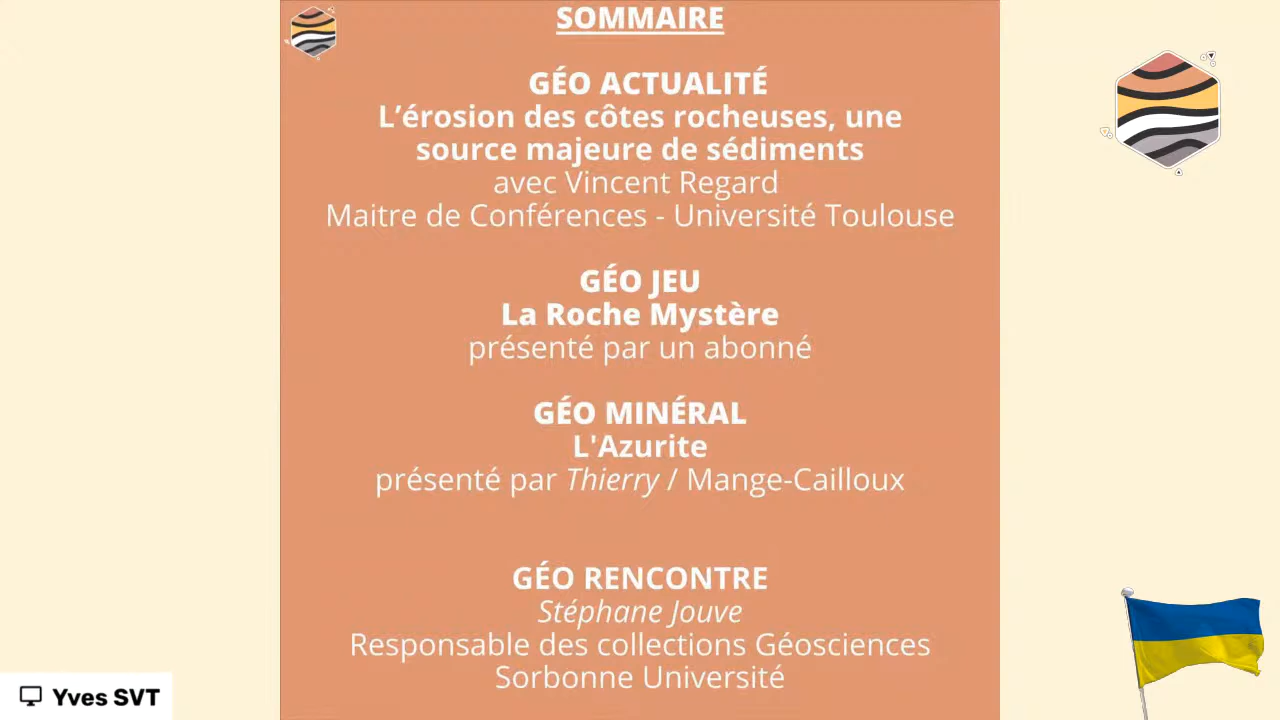 SOMMAIRE
GÉO ACTUALITÉ
L’érosion des côtes rocheuses, une
source majeure de sédiments
avec Vincent Regard
Maitre de Conférences - Université Toulouse
GÉO JEU
La Roche Mystère
présenté par un abonné
GÉO MINÉRAL
L'Azurite
présenté par Thierry / Mange-Cailloux
GÉO RENCONTRE
Stéphane Jouve
Responsable des collections Géosciences
Sorbonne Université
Yves SVT